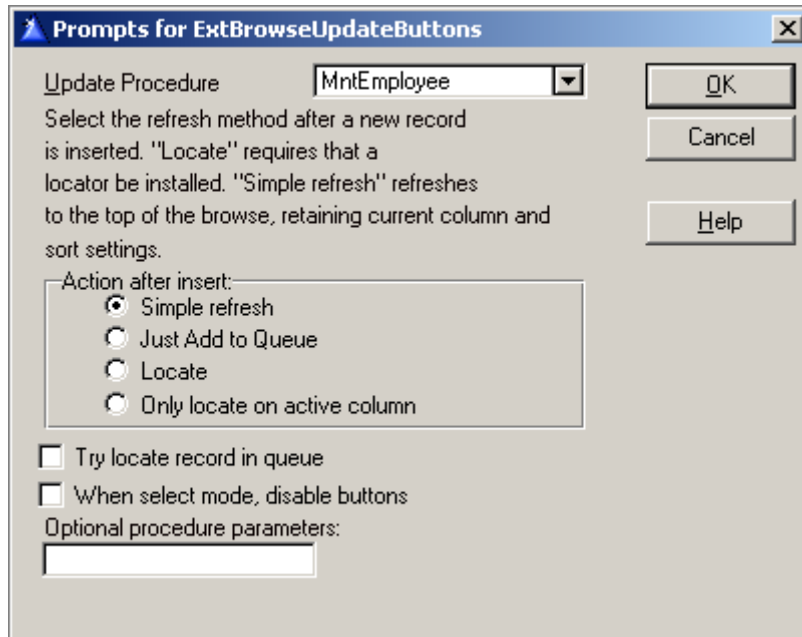 Prompts for ExtBrowseUpdateButtons
Update Procedure
MntEmployee
OK
Select the refresh method after a new record
is inserted. "Locate" requires that a
Cancel
locator be installed. "Simple refresh" refreshes
to the top of the browse, retaining current column and
Help
sort settings.
Action after insert:
Simple refresh
Just Add to Queue
Locate
Only locate on active column
Try locate record in queue
When select mode, disable buttons
Optional procedure parameters: